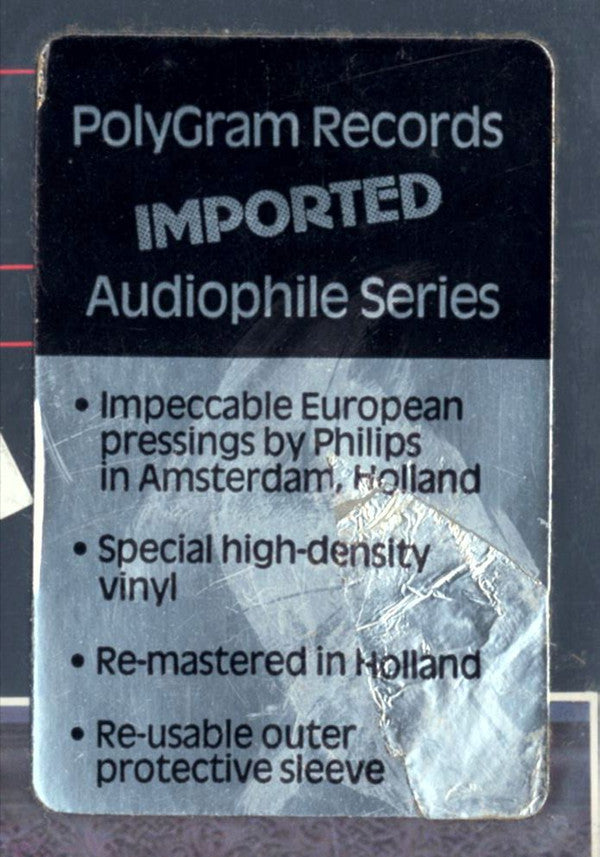 PolyGram Records
IMPORTED
Audiophile Series
• Impeccable European
pressings by Philips
in Amsterdam, Holland
• Special high-density
vinyl
• Re-mastered in Holland
• Re-usable outer
protective sleeve